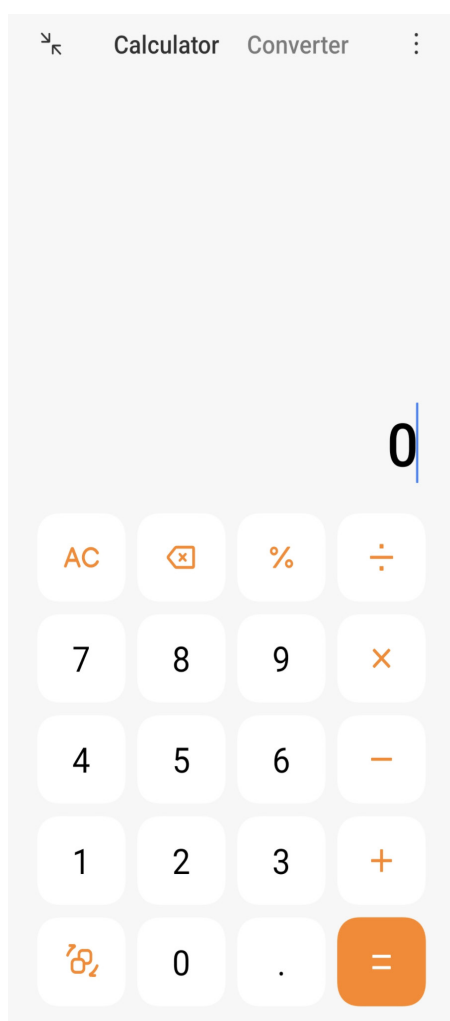 Calculator Converter
0
AC % ÷
7 8 9 ×
4 5 6 −
1 2 3 +
0 . =